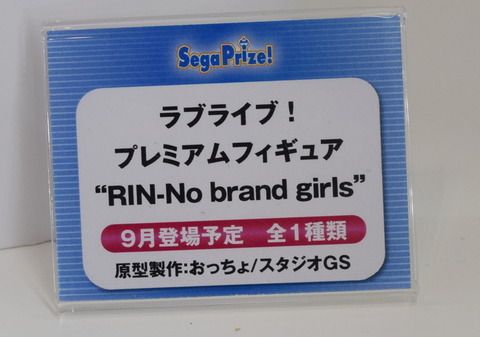 SegaPrize!
ラブライブ！
プレミアムフィギュア
“RIN-No brand girls”
9月登場予定　全1種類
原型製作:おっちょ/スタジオGS